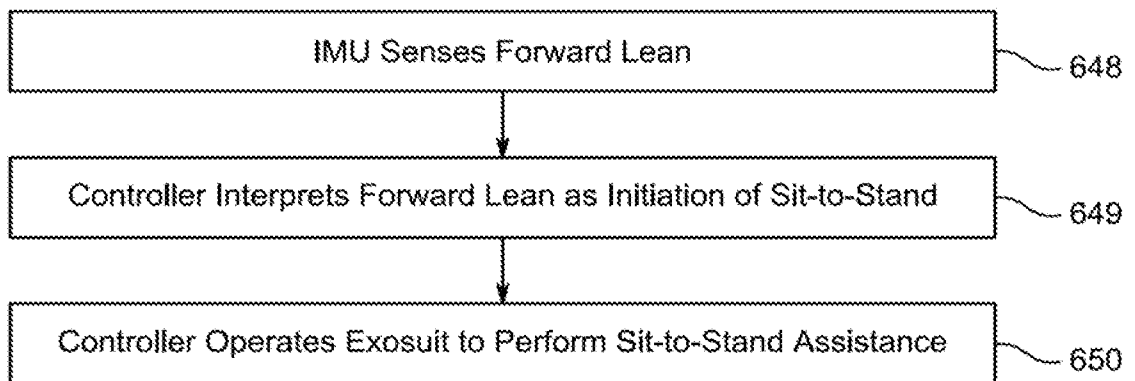 IMU Senses Forward Lean
648
Controller Interprets Forward Lean as Initiation of Sit-to-Stand
649
Controller Operates Exosuit to Perform Sit-to-Stand Assistance
650